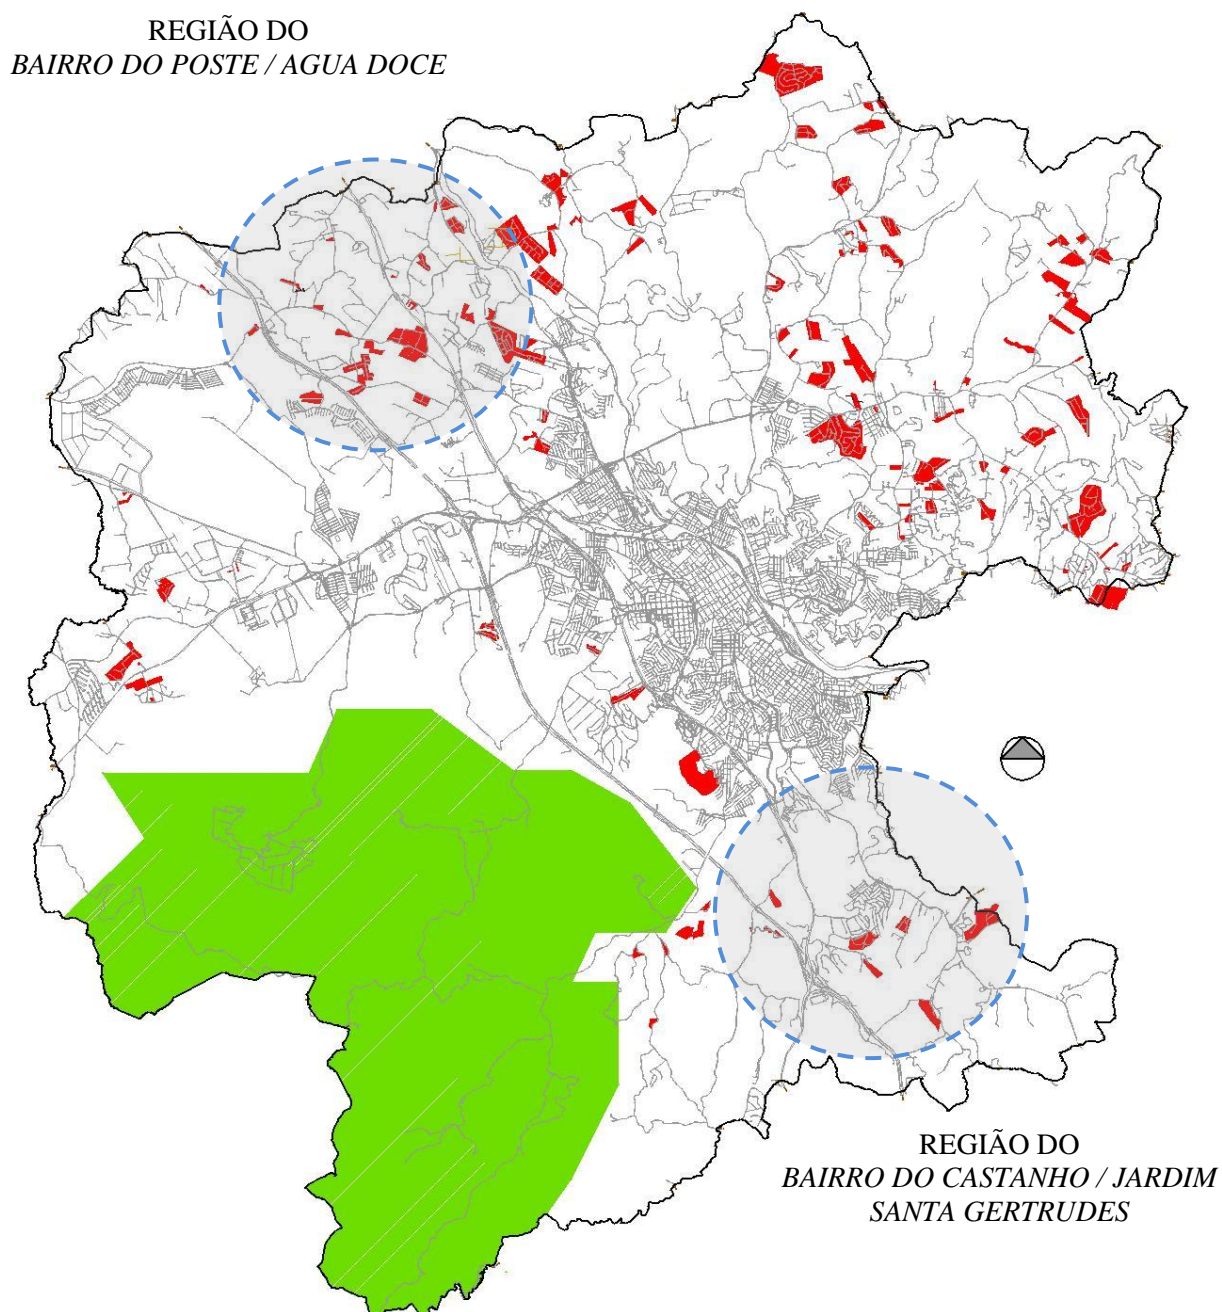 REGIÃO DO
BAIRRO DO POSTE / AGUA DOCE
REGIÃO DO
BAIRRO DO CASTANHO / JARDIM
SANTA GERTRUDES